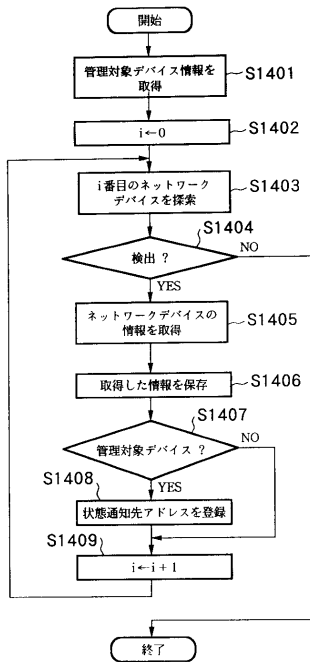 開始
管理対象デバイス情報を
取得
S1401
i←0
S1402
i番目のネットワーク
デバイスを探索
S1403
S1404
検出 ?
NO
YES
ネットワークデバイスの
情報を取得
S1405
取得した情報を保存
S1406
S1407
管理対象デバイス ?
NO
S1408
YES
状態通知先アドレスを登録
S1409
i←i+1
終了